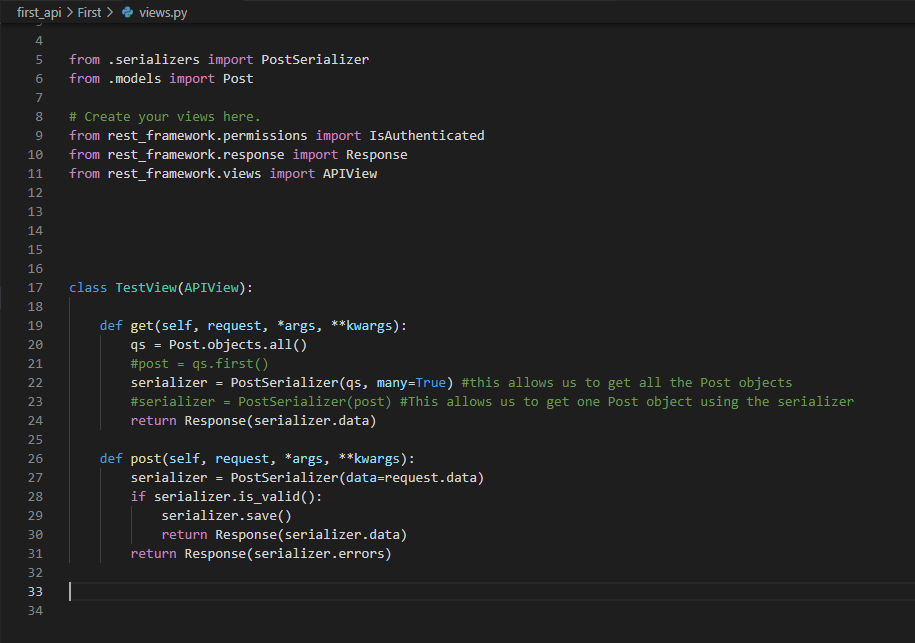 first_api > First > views.py
4
5 from .serializers import PostSerializer
6 from .models import Post
7
8 # Create your views here.
9 from rest_framework.permissions import IsAuthenticated
10 from rest_framework.response import Response
11 from rest_framework.views import APIView
12
13
14
15
16
17 class TestView(APIView):
18
19     def get(self, request, *args, **kwargs):
20         qs = Post.objects.all()
21         #post = qs.first()
22         serializer = PostSerializer(qs, many=True) #this allows us to get all the Post objects
23         #serializer = PostSerializer(post) #This allows us to get one Post object using the serializer
24         return Response(serializer.data)
25
26     def post(self, request, *args, **kwargs):
27         serializer = PostSerializer(data=request.data)
28         if serializer.is_valid():
29             serializer.save()
30             return Response(serializer.data)
31         return Response(serializer.errors)
32
33
34